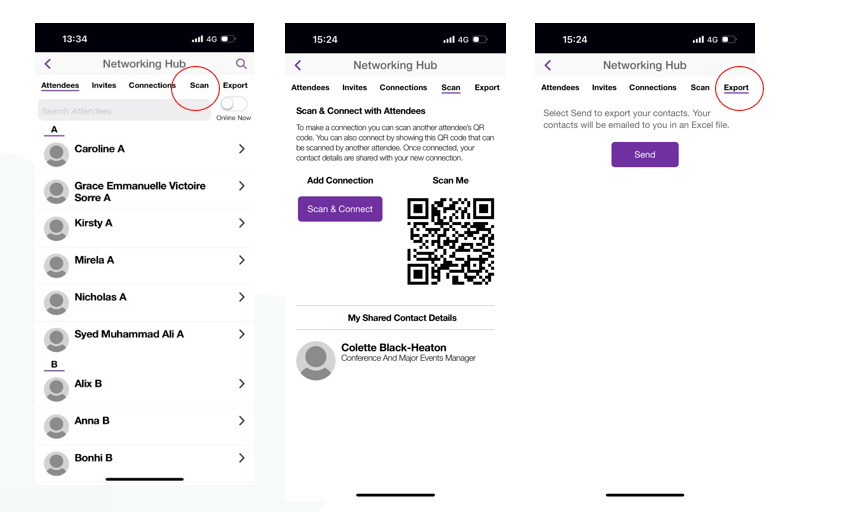 13:34
4G
Networking Hub
Attendees Invites Connections Scan Export
Search Attendees
Online Now
A
Caroline A
Grace Emmanuelle Victoire
Sorre A
Kirsty A
Mirela A
Nicholas A
Syed Muhammad Ali A
B
Alix B
Anna B
Bonhi B
15:24
4G
Networking Hub
Attendees Invites Connections Scan Export
Scan & Connect with Attendees
To make a connection you can scan another attendee's QR
code. You can also connect by showing this QR code that can
be scanned by another attendee. Once connected, your
contact details are shared with your new connection.
Add Connection
Scan Me
Scan & Connect
My Shared Contact Details
Colette Black-Heaton
Conference And Major Events Manager
15:24
4G
Networking Hub
Attendees Invites Connections Scan Export
Select Send to export your contacts. Your
contacts will be emailed to you in an Excel file.
Send